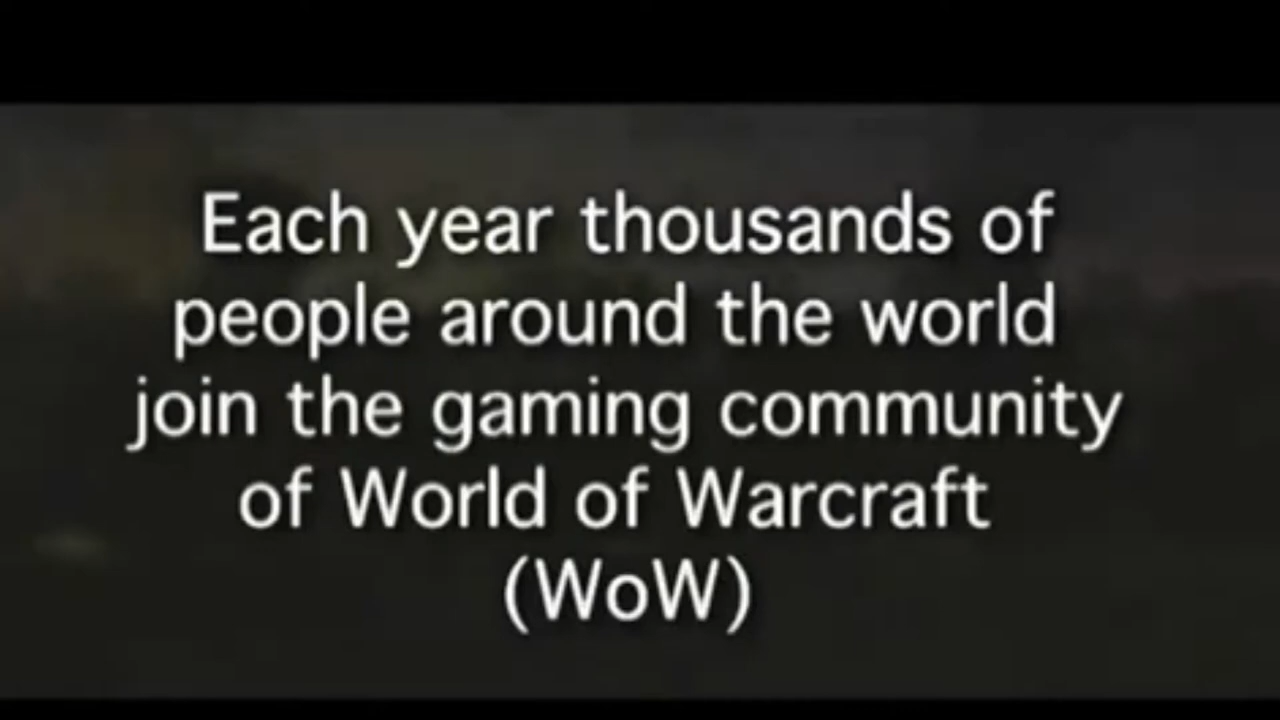 Each year thousands of
people around the world
join the gaming community
of World of Warcraft
(WoW)